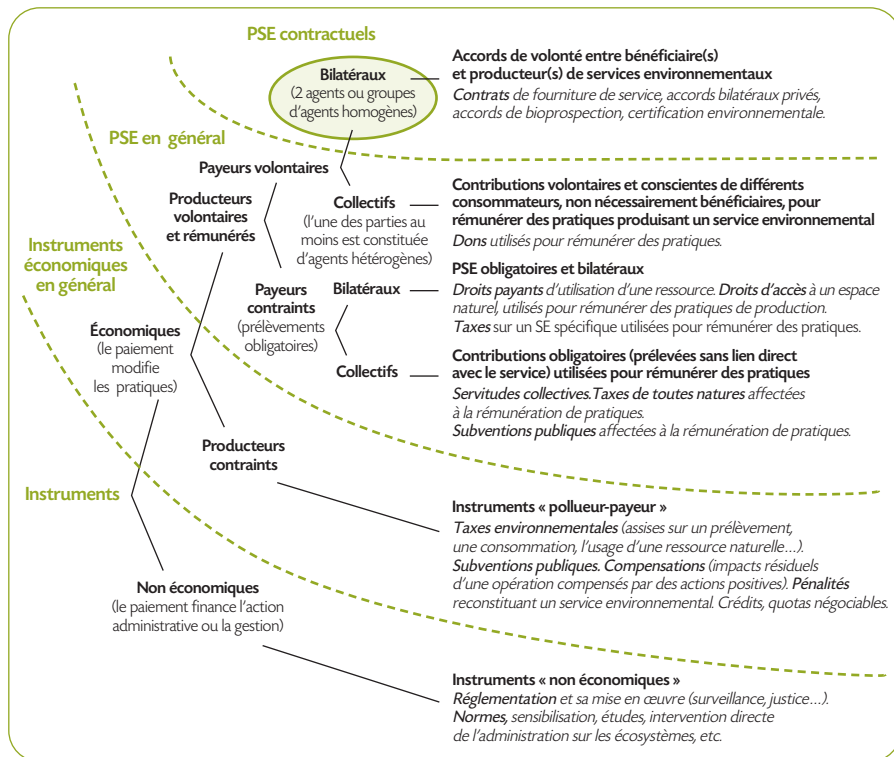 PSE contractuels
Bilatéraux
(2 agents ou groupes
d'agents homogènes)
Accords de volonté entre bénéficiaire(s)
et producteur(s) de services environnementaux
Contrats de fourniture de service, accords bilatéraux privés,
accords de bioprospection, certification environnementale.
PSE en général
Payeurs volontaires
Producteurs
volontaires
et rémunérés
Collectifs
(l'une des parties au
moins est constituée
d'agents hétérogènes)
Contributions volontaires et conscientes de différents
consommateurs, non nécessairement bénéficiaires, pour
rémunérer des pratiques produisant un service environnemental
Dons utilisés pour rémunérer des pratiques.
Instruments
économiques
en général
Payeurs
contraints
(prélèvements
obligatoires)
Bilatéraux
PSE obligatoires et bilatéraux
Droits payants d'utilisation d'une ressource. Droits d'accès à un espace
naturel, utilisés pour rémunérer des pratiques de production.
Taxes sur un SE spécifique utilisées pour rémunérer des pratiques.
Économiques
(le paiement
modifie
les pratiques)
Collectifs
Contributions obligatoires (prélevées sans lien direct
avec le service) utilisées pour rémunérer des pratiques
Servitudes collectives.Taxes de toutes natures affectées
à la rémunération de pratiques.
Subventions publiques affectées à la rémunération de pratiques.
Producteurs
contraints
Instruments
Instruments « pollueur-payeur »
Taxes environnementales (assises sur un prélèvement,
une consommation, l'usage d'une ressource naturelle…).
Subventions publiques. Compensations (impacts résiduels
d'une opération compensés par des actions positives). Pénalités
reconstituant un service environnemental. Crédits, quotas négociables.
Non économiques
(le paiement finance l'action
administrative ou la gestion)
Instruments « non économiques »
Réglementation et sa mise en œuvre (surveillance, justice…).
Normes, sensibilisation, études, intervention directe
de l'administration sur les écosystèmes, etc.